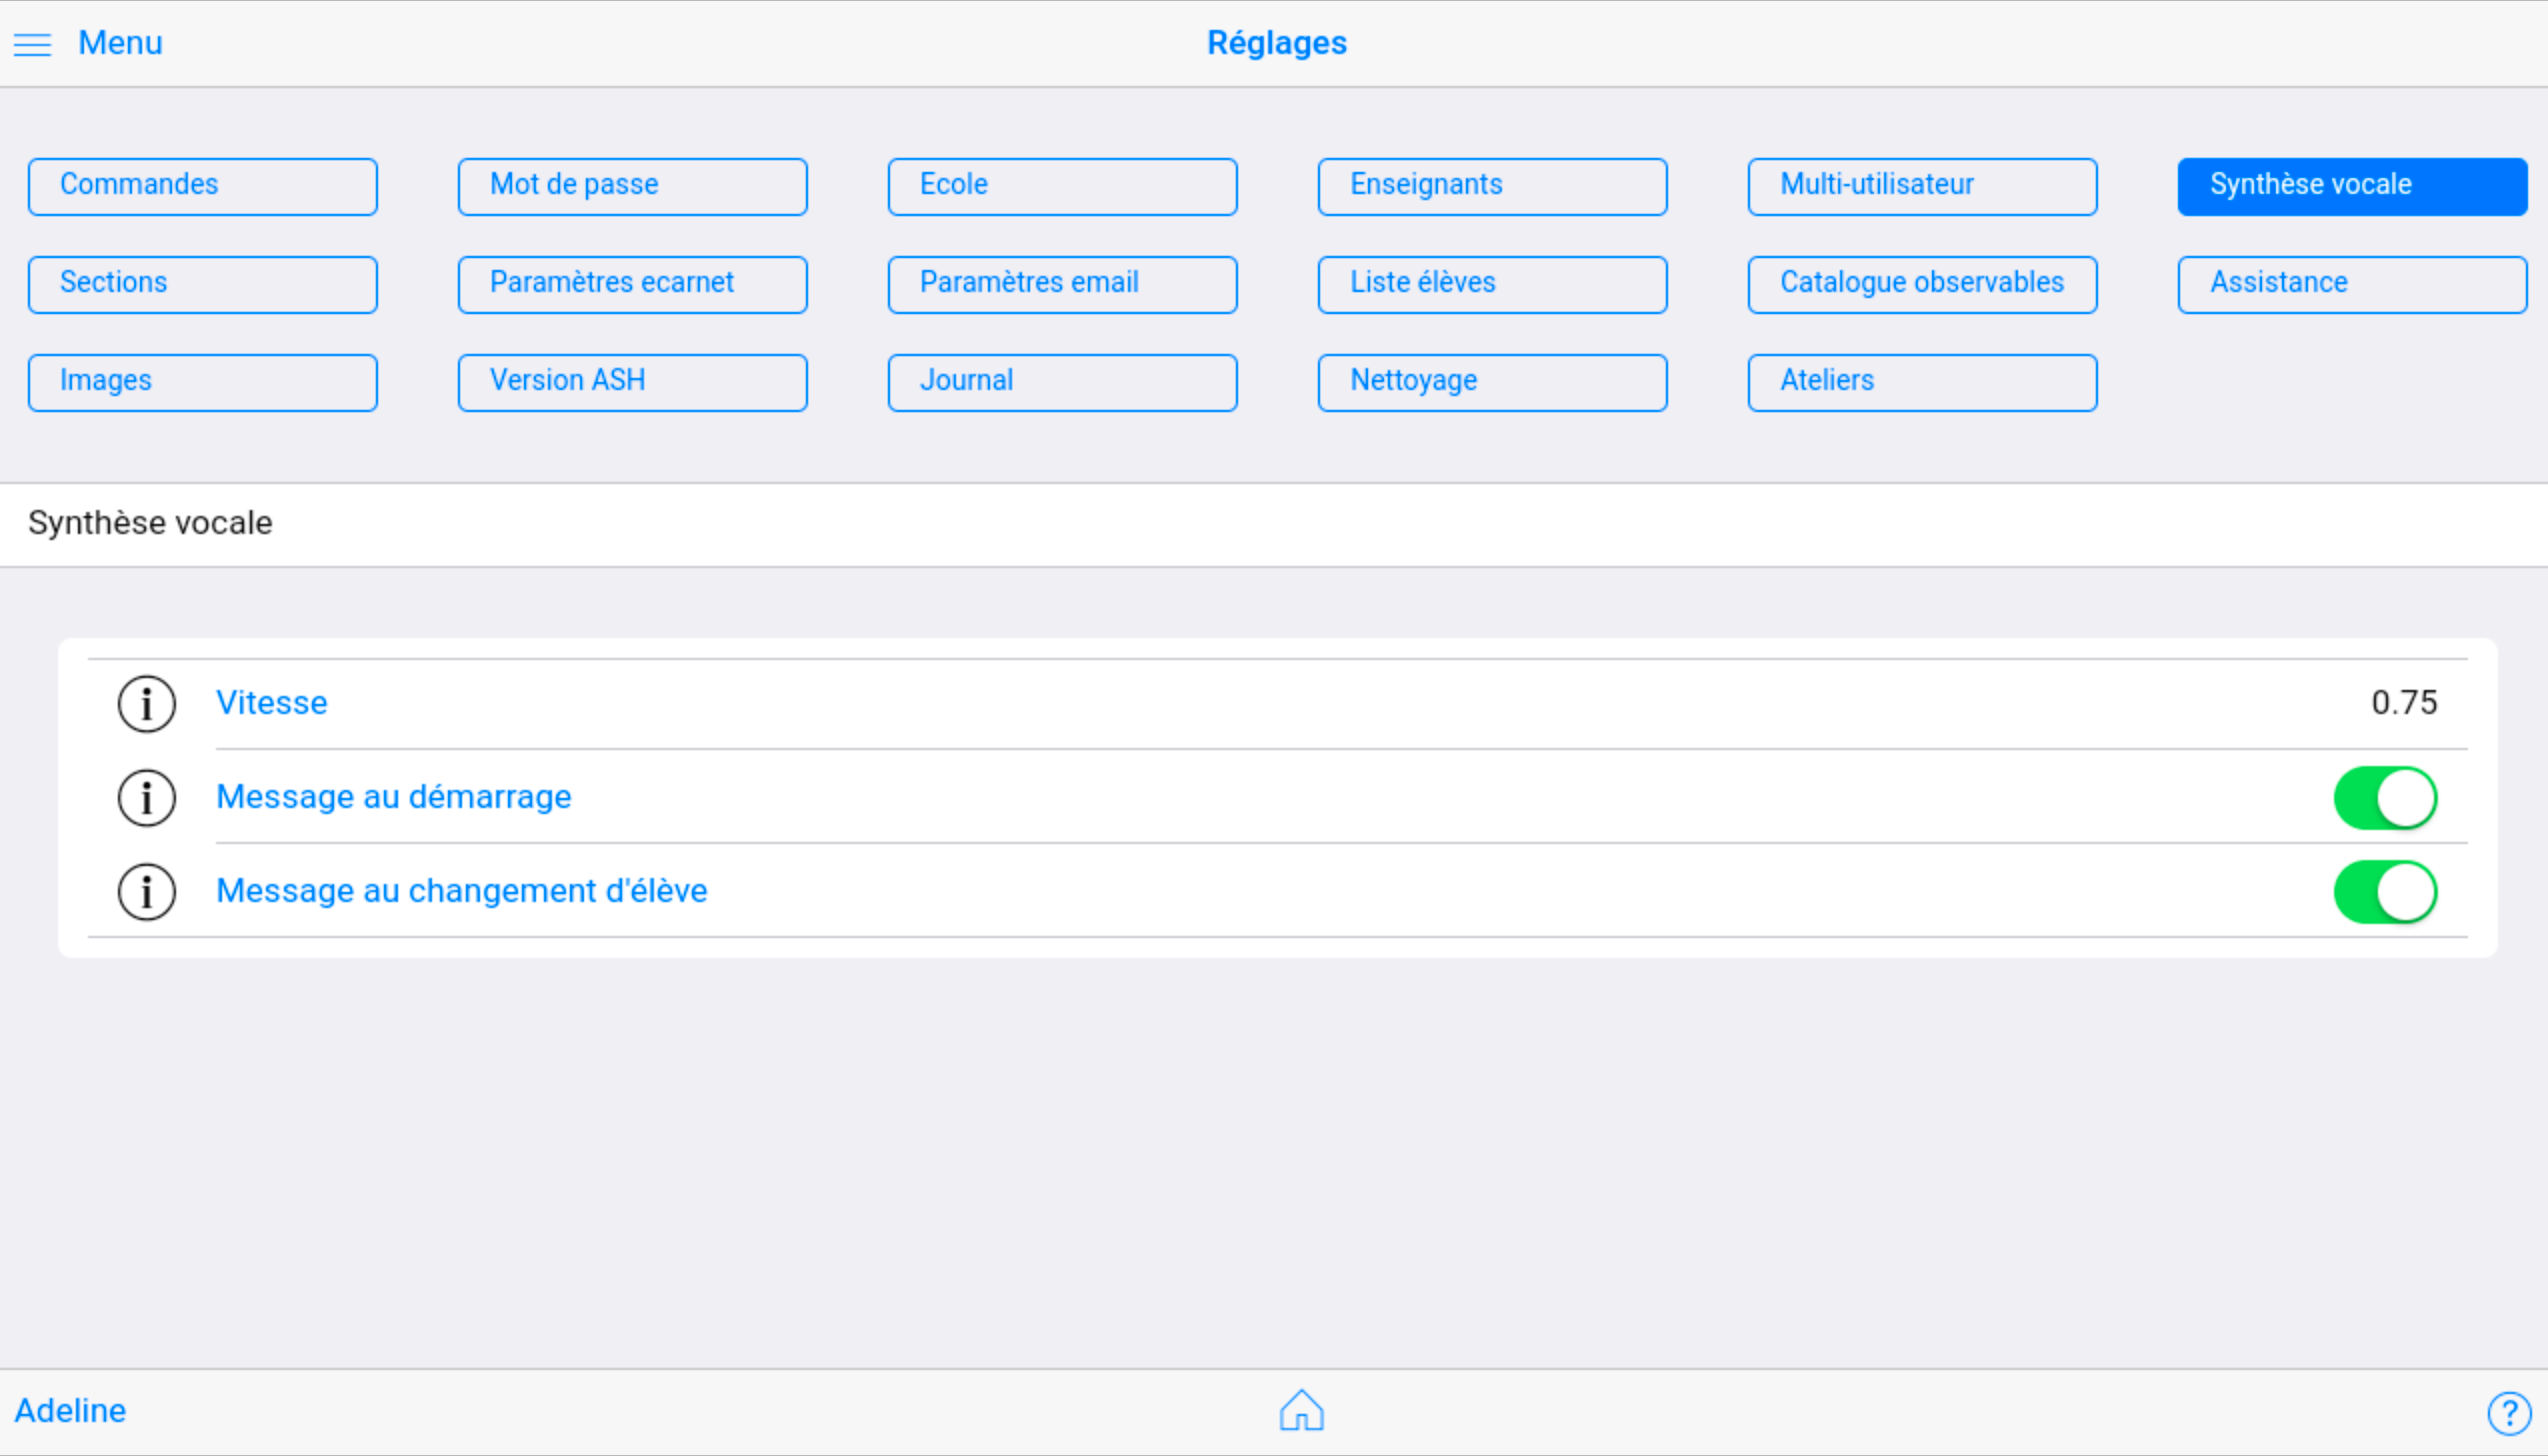 Menu
Réglages
Commandes
Mot de passe
Ecole
Enseignants
Multi-utilisateur
Synthèse vocale
Sections
Paramètres ecarnet
Paramètres email
Liste élèves
Catalogue observables
Assistance
Images
Version ASH
Journal
Nettoyage
Ateliers
Synthèse vocale
i Vitesse 0.75
i Message au démarrage
i Message au changement d'élève
Adeline
?